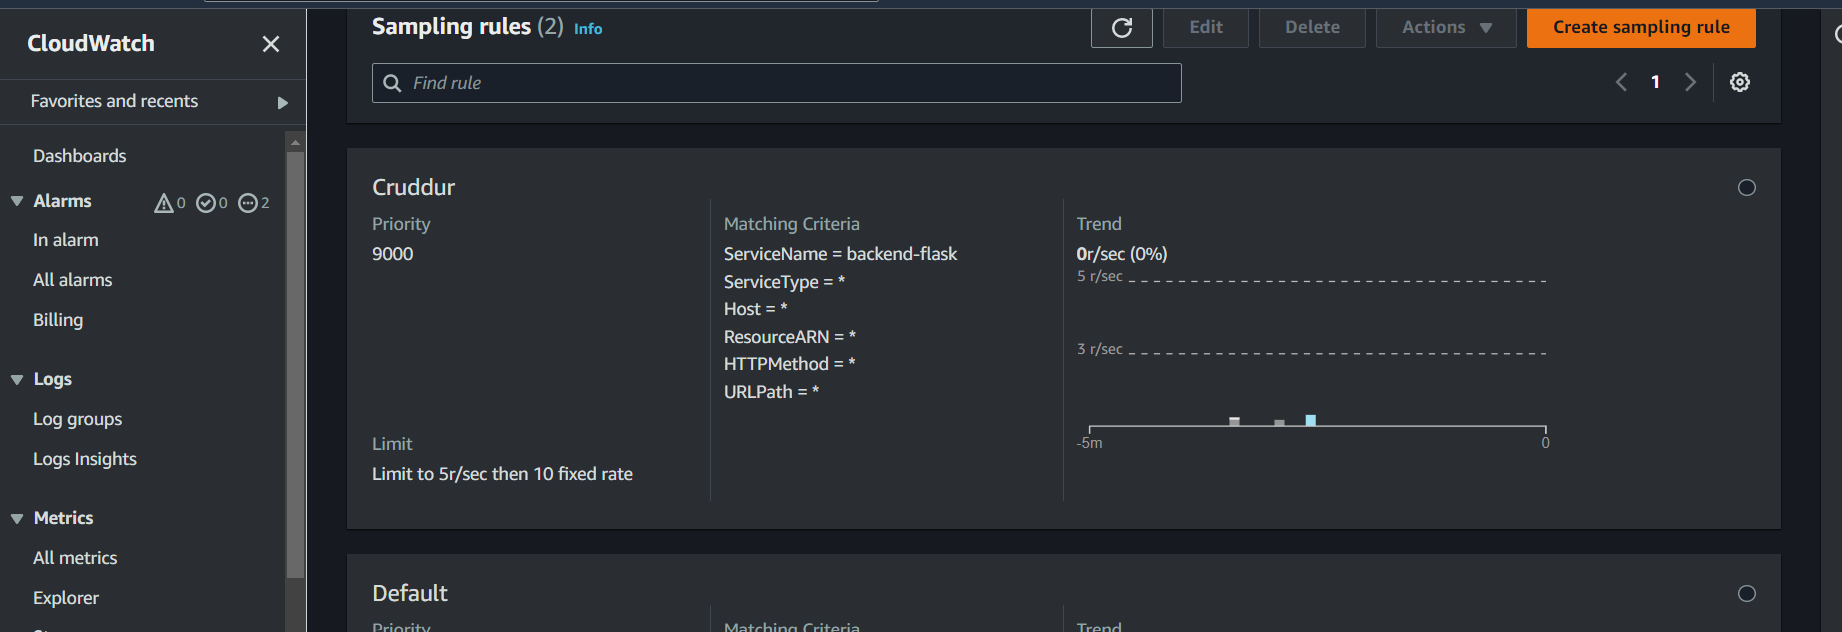 CloudWatch
Favorites and recents
Dashboards
Alarms 0 0 2
In alarm
All alarms
Billing
Logs
Log groups
Logs Insights
Metrics
All metrics
Explorer
Sampling rules (2) Info
Edit
Delete
Actions
Create sampling rule
Find rule
1
Cruddur
Priority
9000
Limit
Limit to 5r/sec then 10 fixed rate
Matching Criteria
ServiceName = backend-flask
ServiceType = *
Host = *
ResourceARN = *
HTTPMethod = *
URLPath = *
Trend
0r/sec (0%)
5 r/sec
3 r/sec
-5m 0
Default
Priority
Matching Criteria
Trend